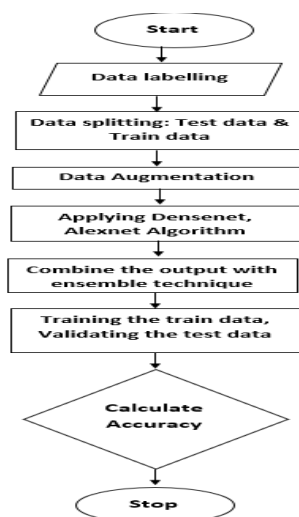 Start
Data labelling
Data splitting: Test data &
Train data
Data Augmentation
Applying Densenet,
Alexnet Algorithm
Combine the output with
ensemble technique
Training the train data,
Validating the test data
Calculate
Accuracy
Stop